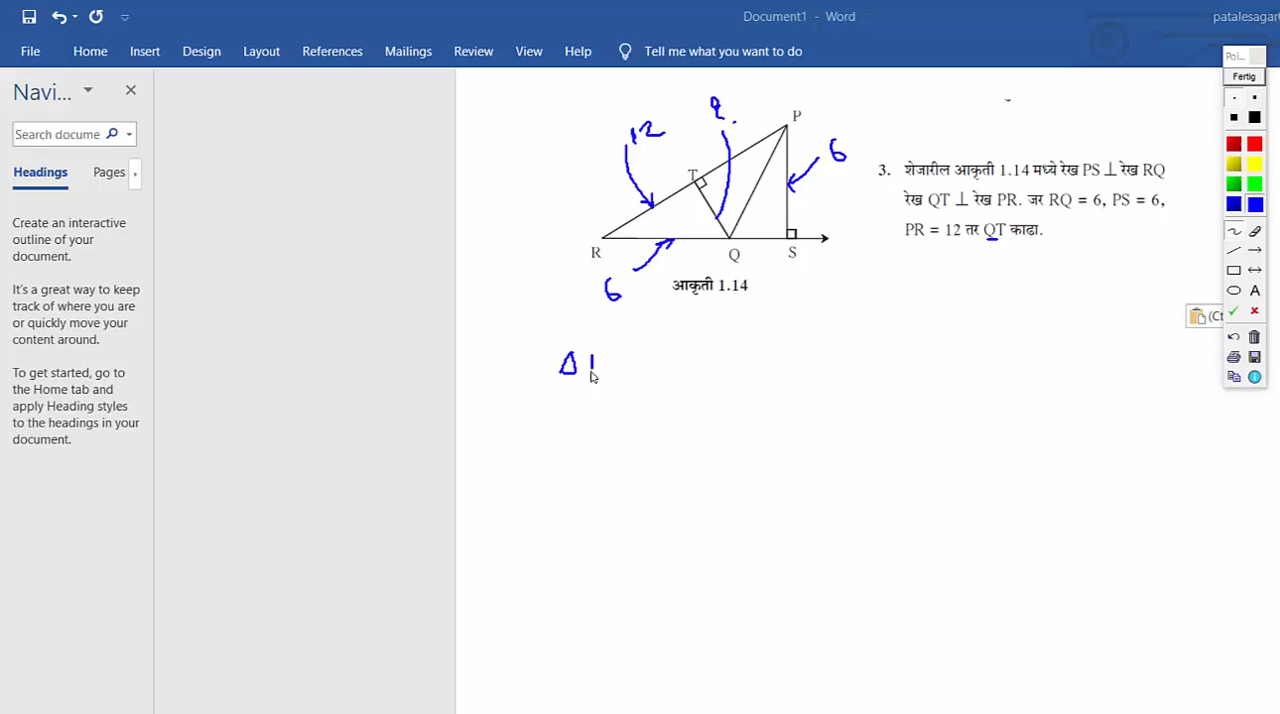 Document1 - Word
patalesagar
File Home Insert Design Layout References Mailings Review View Help Tell me what you want to do
Navi...
Search docume
Headings Pages
Create an interactive
outline of your
document.
It's a great way to keep
track of where you are
or quickly move your
content around.
To get started, go to
the Home tab and
apply Heading styles
to the headings in your
document.
12
P
6
T
R
Q
S
6
आकृती 1.14
3. शेजारील आकृती 1.14 मध्ये रेख PS ⊥ रेख RQ
रेख QT ⊥ रेख PR. जर RQ = 6, PS = 6,
PR = 12 तर QT काढा.
Δ
(Ct
Poi...
Fertig
A